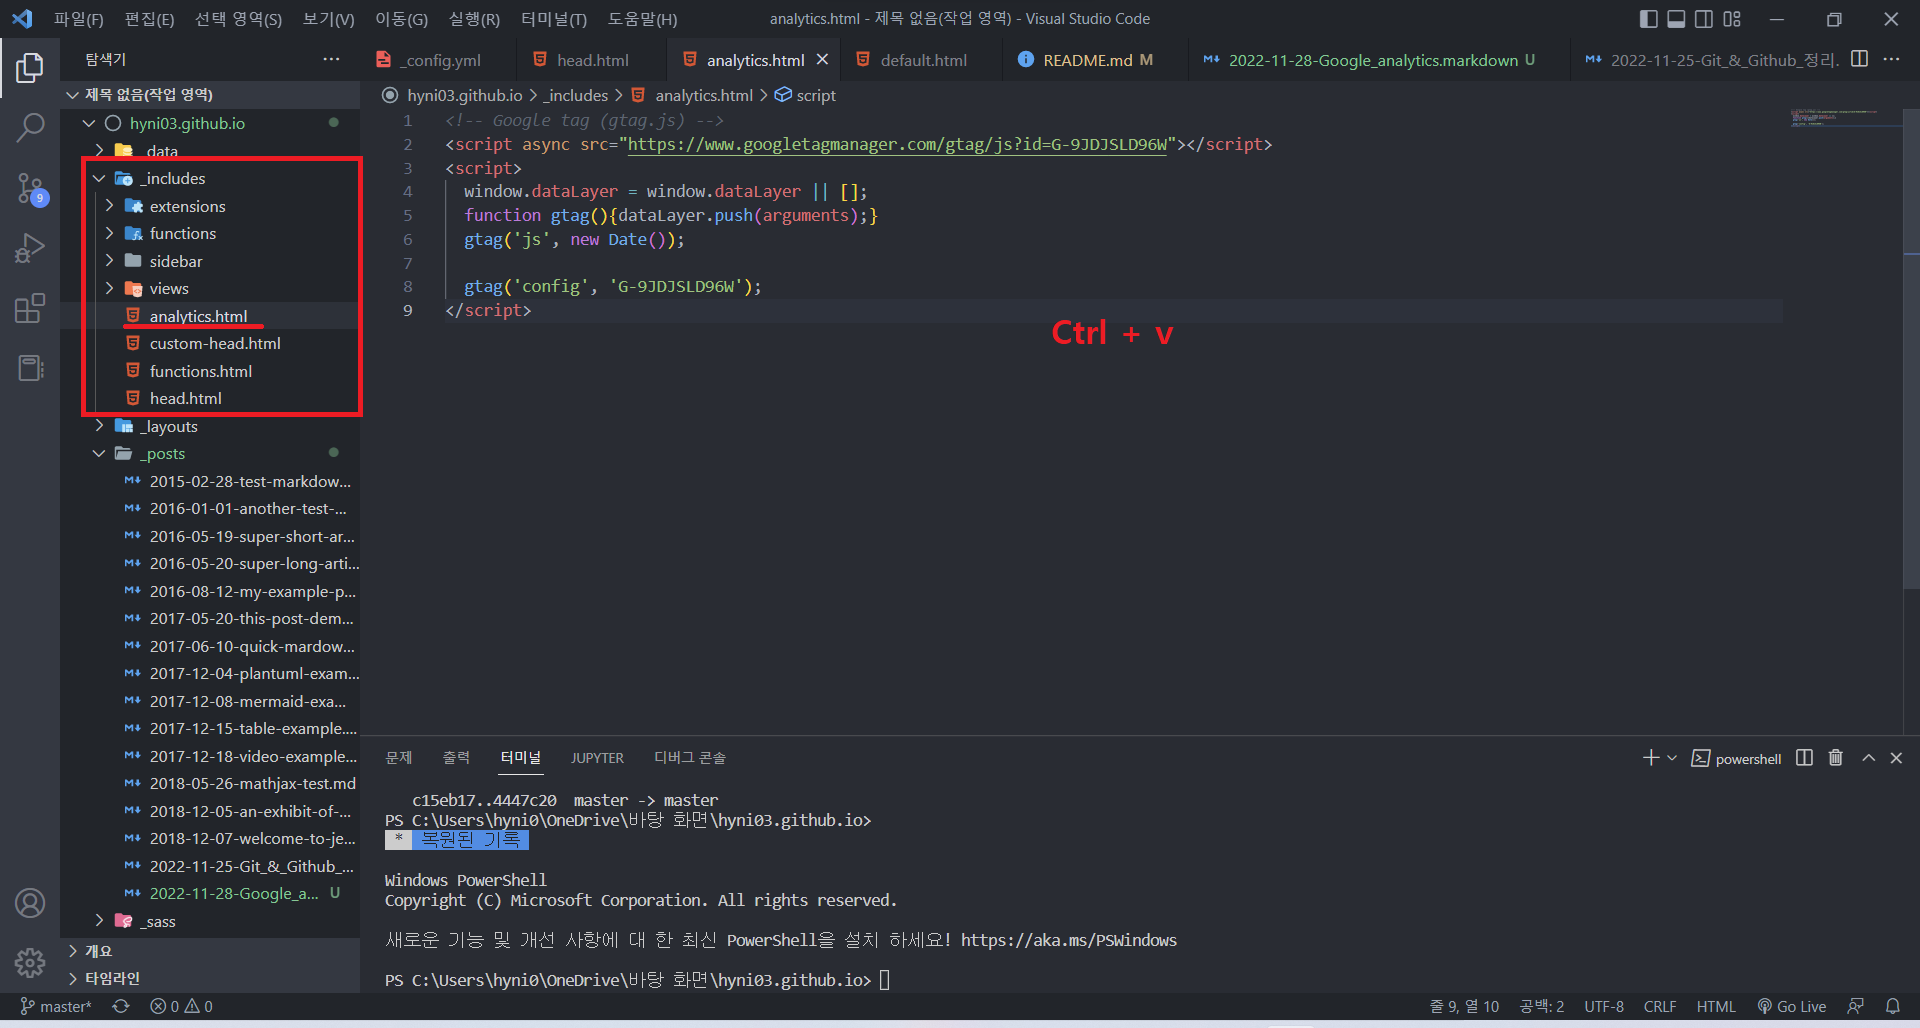 파일(F) 편집(E) 선택 영역(S) 보기(V) 이동(G) 실행(R) 터미널(T) 도움말(H) analytics.html - 제목 없음(작업 영역) - Visual Studio Code
탐색기
_config.yml head.html analytics.html default.html README.md M 2022-11-28-Google_analytics.markdown U 2022-11-25-Git_&_Github_정리.
제목 없음(작업 영역)
hyni03.github.io
_data
_includes
extensions
functions
sidebar
views
analytics.html
custom-head.html
functions.html
head.html
_layouts
_posts
2015-02-28-test-markdow...
2016-01-01-another-test-...
2016-05-19-super-short-ar...
2016-05-20-super-long-arti...
2016-08-12-my-example-p...
2017-05-20-this-post-dem...
2017-06-10-quick-mardow...
2017-12-04-plantuml-exam...
2017-12-08-mermaid-exa...
2017-12-15-table-example....
2017-12-18-video-example...
2018-05-26-mathjax-test.md
2018-12-05-an-exhibit-of-...
2018-12-07-welcome-to-je...
2022-11-25-Git_&_Github_...
2022-11-28-Google_a... U
_sass
개요
타임라인
9
hyni03.github.io > _includes > analytics.html > script
1 <!-- Google tag (gtag.js) -->
2 <script async src="https://www.googletagmanager.com/gtag/js?id=G-9JDJSLD96W"></script>
3 <script>
4 window.dataLayer = window.dataLayer || [];
5 function gtag(){dataLayer.push(arguments);}
6 gtag('js', new Date());
7
8 gtag('config', 'G-9JDJSLD96W');
9 </script>
Ctrl + v
문제 출력 터미널 JUPYTER 디버그 콘솔 powershell
c15eb17..4447c20 master -> master
PS C:\Users\hyni0\OneDrive\바탕 화면\hyni03.github.io>
* 복원된 기록
Windows PowerShell
Copyright (C) Microsoft Corporation. All rights reserved.
새로운 기능 및 개선 사항에 대 한 최신 PowerShell을 설치 하세요! https://aka.ms/PSWindows
PS C:\Users\hyni0\OneDrive\바탕 화면\hyni03.github.io>
master* 0 0 줄 9, 열 10 공백: 2 UTF-8 CRLF HTML Go Live